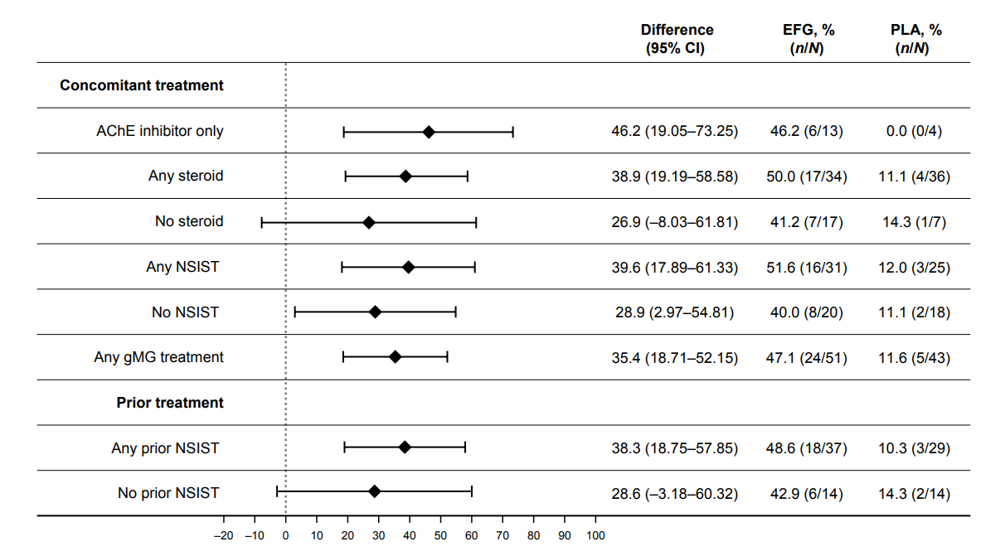 Difference EFG, % PLA, %
(95% CI) (n/N) (n/N)
Concomitant treatment
AChE inhibitor only 46.2 (19.05–73.25) 46.2 (6/13) 0.0 (0/4)
Any steroid 38.9 (19.19–58.58) 50.0 (17/34) 11.1 (4/36)
No steroid 26.9 (–8.03–61.81) 41.2 (7/17) 14.3 (1/7)
Any NSIST 39.6 (17.89–61.33) 51.6 (16/31) 12.0 (3/25)
No NSIST 28.9 (2.97–54.81) 40.0 (8/20) 11.1 (2/18)
Any gMG treatment 35.4 (18.71–52.15) 47.1 (24/51) 11.6 (5/43)
Prior treatment
Any prior NSIST 38.3 (18.75–57.85) 48.6 (18/37) 10.3 (3/29)
No prior NSIST 28.6 (–3.18–60.32) 42.9 (6/14) 14.3 (2/14)
–20 –10 0 10 20 30 40 50 60 70 80 90 100